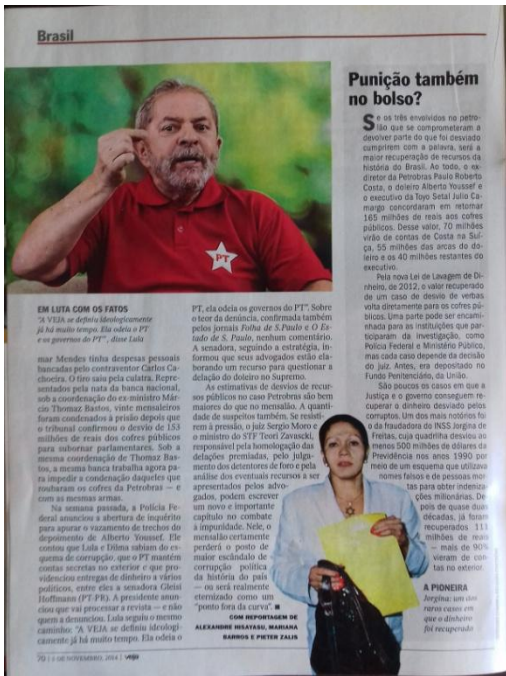 Brasil
PT
EM LUTA COM OS FATOS
"A VEJA se definiu ideologicamente
já há muito tempo. Ela odeia o PT
e os governos do PT", disse Lula
mar Mendes tinha despesas pessoais
bancadas pelo contraventor Carlos Ca-
choeira. O tiro saiu pela culatra. Repre-
sentados pela nata da banca nacional,
sob a coordenação do ex-ministro Már-
cio Thomaz Bastos, vinte mensaleiros
foram condenados à prisão depois que
o tribunal confirmou o desvio de 153
milhões de reais dos cofres públicos
para subornar parlamentares. Sob a
mesma coordenação de Thomaz Bas-
tos, a mesma banca trabalha agora pa-
ra impedir a condenação daqueles que
roubaram os cofres da Petrobras — e
com as mesmas armas.
Na semana passada, a Polícia Fe-
deral anunciou a abertura de inquérito
para apurar o vazamento de trechos do
depoimento de Alberto Youssef. Ele
contou que Lula e Dilma sabiam do es-
quema de corrupção, que o PT mantém
contas secretas no exterior e que pro-
videnciou entregas de dinheiro a vários
políticos, entre eles a senadora Gleisi
Hoffmann (PT-PR). A presidente anun-
ciou que vai processar a revista — e não
quem a denunciou. Lula seguiu o mesmo
caminho: "A VEJA se definiu ideologi-
camente já há muito tempo. Ela odeia o
PT, ela odeia os governos do PT". Sobre
o teor da denúncia, confirmada também
pelos jornais Folha de S.Paulo e O Es-
tado de S. Paulo, nenhum comentário.
A senadora, seguindo a estratégia, in-
formou que seus advogados estão ela-
borando um recurso para questionar a
delação do doleiro no Supremo.
As estimativas de desvios de recur-
sos públicos no caso Petrobras são bem
maiores do que no mensalão. A quanti-
dade de suspeitos também. Se resisti-
rem à pressão, o juiz Sergio Moro e
o ministro do STF Teori Zavascki,
responsável pela homologação das
delações premiadas, pelo julga-
mento dos detentores de foro e pela
análise dos eventuais recursos a ser
apresentados pelos advo-
gados, podem escrever
um novo e importante
capítulo no combate
à impunidade. Nele, o
mensalão certamente
perderá o posto de
maior escândalo de
corrupção política
da história do país
— ou será realmente
eternizado como um
"ponto fora da curva".
COM REPORTAGEM DE
ALEXANDRE HISAYASU, MARIANA
BARROS E PIETER ZALIS
Punição também
no bolso?
Se os três envolvidos no petro-
lão que se comprometeram a
devolver parte do que foi desviado
cumprirem com a palavra, será a
maior recuperação de recursos da
história do Brasil. Ao todo, o ex-
diretor da Petrobras Paulo Roberto
Costa, o doleiro Alberto Youssef e
o executivo da Toyo Setal Julio Ca-
margo concordaram em retornar
165 milhões de reais aos cofres
públicos. Desse valor, 70 milhões
virão de contas de Costa na Suí-
ça, 55 milhões das arcas do do-
leiro e os 40 milhões restantes do
executivo.
Pela nova Lei de Lavagem de Di-
nheiro, de 2012, o valor recuperado
de um caso de desvio de verbas
volta diretamente para os cofres pú-
blicos. Uma parte pode ser encami-
nhada para as instituições que par-
ticiparam da investigação, como
Polícia Federal e Ministério Público,
mas cada caso depende da decisão
do juiz. Antes, era depositado no
Fundo Penitenciário, da União.
São poucos os casos em que a
Justiça e o governo conseguem re-
cuperar o dinheiro desviado pelos
corruptos. Um dos mais notórios foi
o da fraudadora do INSS Jorgina de
Freitas, cuja quadrilha desviou ao
menos 500 milhões de dólares da
Previdência nos anos 1990 por
meio de um esquema que utilizava
nomes falsos e de pessoas mor-
tas para obter indeniza-
ções milionárias. De-
pois de quase duas
décadas, já foram
recuperados 111
milhões de reais
— mais de 90%
vieram de con-
tas no exterior.
A PIONEIRA
Jorgina: um dos
raros casos em
que o dinheiro
foi recuperado
70 | 5 DE NOVEMBRO, 2014 | veja